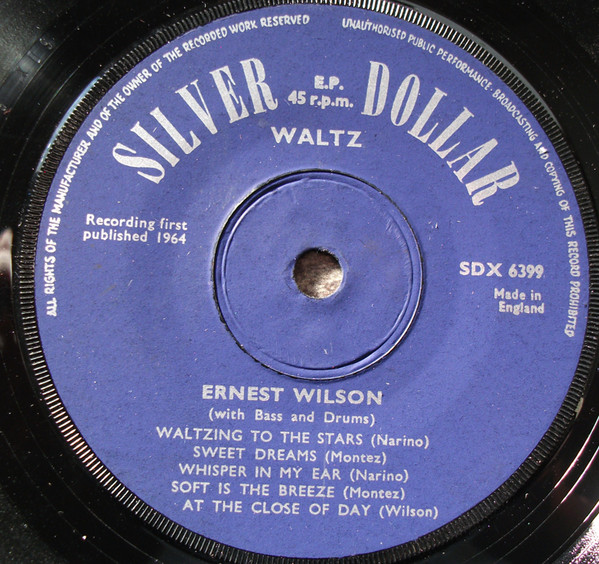 ALL RIGHTS OF THE MANUFACTURER AND OF THE OWNER OF THE RECORDED WORK RESERVED
UNAUTHORISED PUBLIC PERFORMANCE, BROADCASTING AND COPYING OF THIS RECORD PROHIBITED
SILVER DOLLAR
E.P.
45 r.p.m.
WALTZ
Recording first
published 1964
SDX 6399
Made in
England
ERNEST WILSON
(with Bass and Drums)
WALTZING TO THE STARS (Narino)
SWEET DREAMS (Montez)
WHISPER IN MY EAR (Narino)
SOFT IS THE BREEZE (Montez)
AT THE CLOSE OF DAY (Wilson)